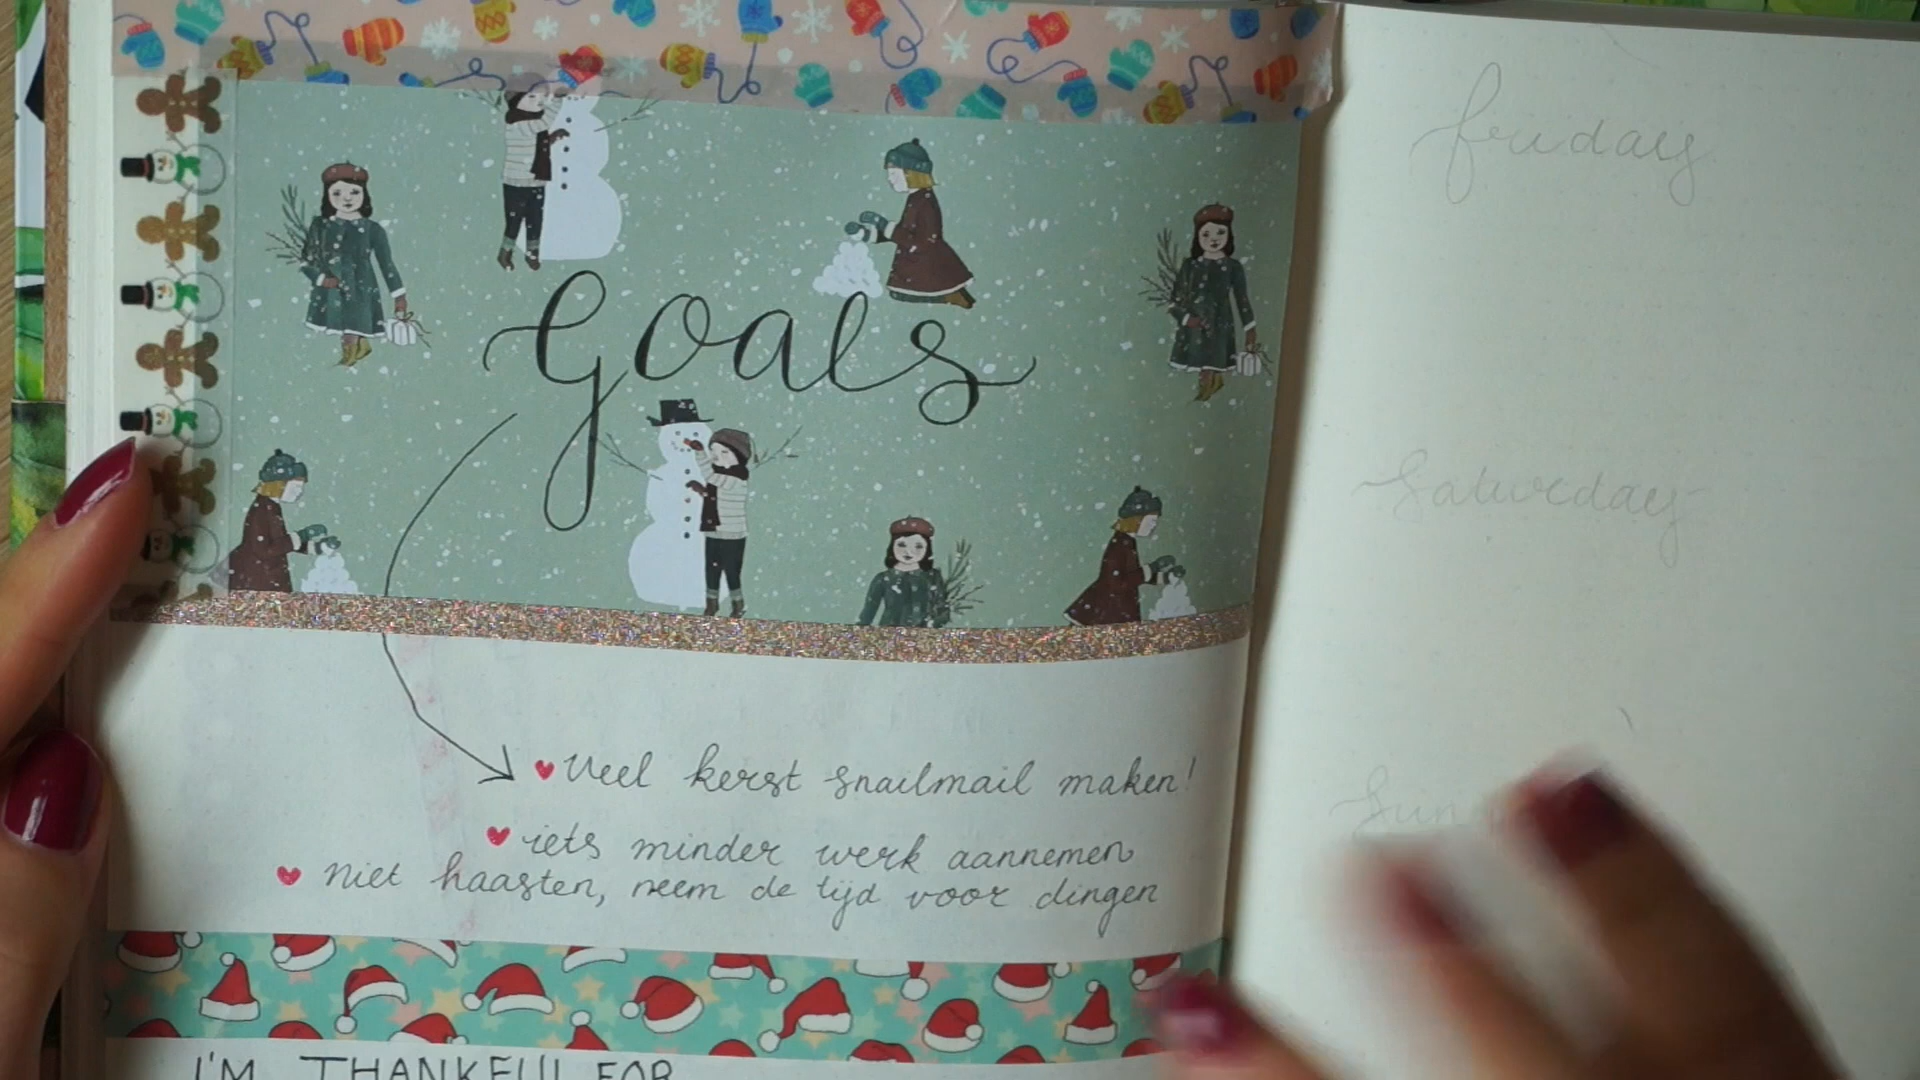 Goals
Veel kerst snailmail maken!
iets minder werk aannemen
niet haasten, neem de tijd voor dingen
I'M THANKFUL FOR
friday
Saturday
Sun